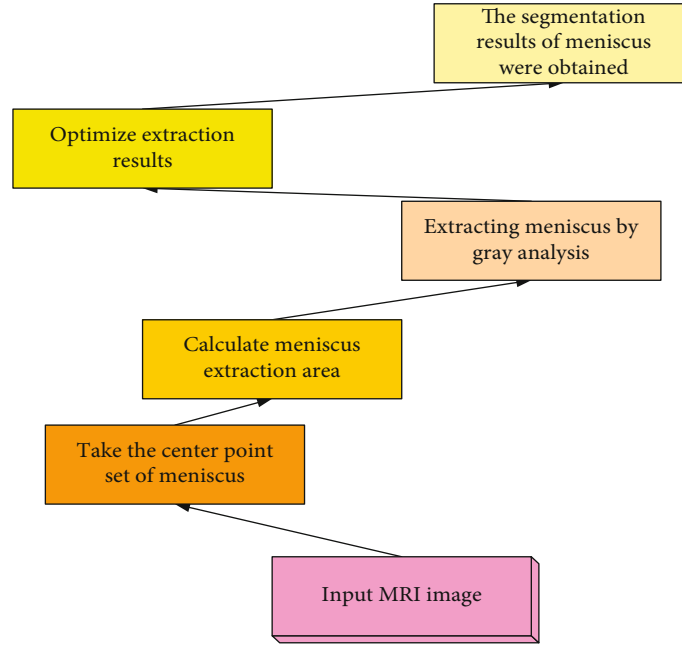 The segmentation
results of meniscus
were obtained
Optimize extraction
results
Extracting meniscus by
gray analysis
Calculate meniscus
extraction area
Take the center point
set of meniscus
Input MRI image